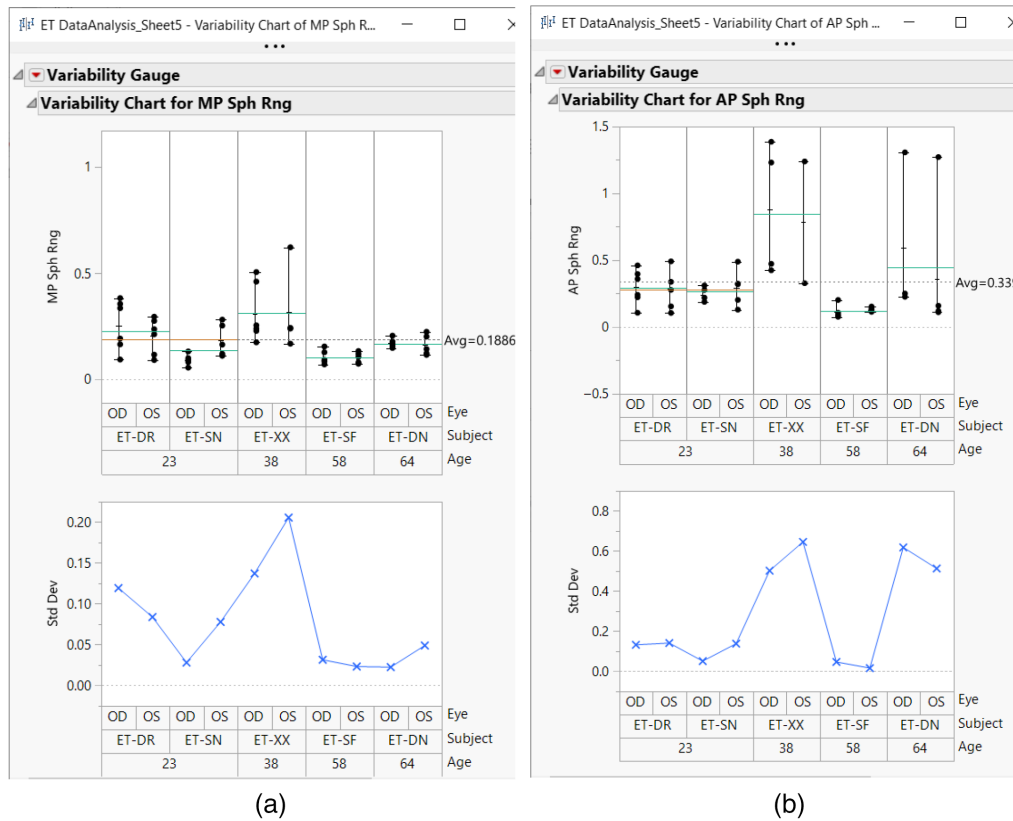 ET DataAnalysis_Sheet5 - Variability Chart of MP Sph R...
Variability Gauge
Variability Chart for MP Sph Rng
1
0.5
0
MP Sph Rng
Avg=0.1886
OD OS OD OS OD OS OD OS OD OS Eye
ET-DR ET-SN ET-XX ET-SF ET-DN Subject
23 38 58 64 Age
0.20
0.15
0.10
0.05
0.00
Std Dev
OD OS OD OS OD OS OD OS OD OS Eye
ET-DR ET-SN ET-XX ET-SF ET-DN Subject
23 38 58 64 Age
(a)
ET DataAnalysis_Sheet5 - Variability Chart of AP Sph ...
Variability Gauge
Variability Chart for AP Sph Rng
1.5
1
0.5
0
-0.5
AP Sph Rng
Avg=0.339
OD OS OD OS OD OS OD OS OD OS Eye
ET-DR ET-SN ET-XX ET-SF ET-DN Subject
23 38 58 64 Age
0.8
0.6
0.4
0.2
0.0
Std Dev
OD OS OD OS OD OS OD OS OD OS Eye
ET-DR ET-SN ET-XX ET-SF ET-DN Subject
23 38 58 64 Age
(b)